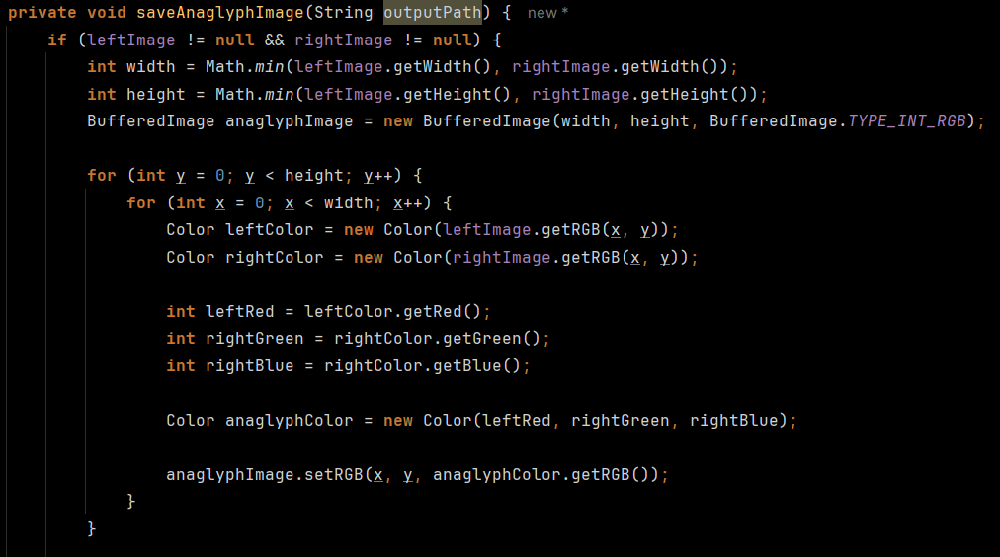 private void saveAnaglyphImage(String outputPath) { new *
if (leftImage != null && rightImage != null) {
int width = Math.min(leftImage.getWidth(), rightImage.getWidth());
int height = Math.min(leftImage.getHeight(), rightImage.getHeight());
BufferedImage anaglyphImage = new BufferedImage(width, height, BufferedImage.TYPE_INT_RGB);
for (int y = 0; y < height; y++) {
for (int x = 0; x < width; x++) {
Color leftColor = new Color(leftImage.getRGB(x, y));
Color rightColor = new Color(rightImage.getRGB(x, y));
int leftRed = leftColor.getRed();
int rightGreen = rightColor.getGreen();
int rightBlue = rightColor.getBlue();
Color anaglyphColor = new Color(leftRed, rightGreen, rightBlue);
anaglyphImage.setRGB(x, y, anaglyphColor.getRGB());
}
}